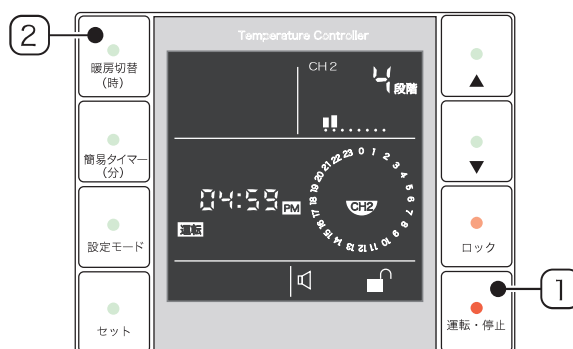 2
暖房切替
(時)
簡易タイマー
(分)
設定モード
セット
Temperature Controller
CH2
4 段階
04:59 PM
運転
0 1 2 3 4 5 6 7 8 9 10 11 12 13 14 15 16 17 18 19 20 21 22 23
CH2
▲
▼
ロック
運転・停止
1